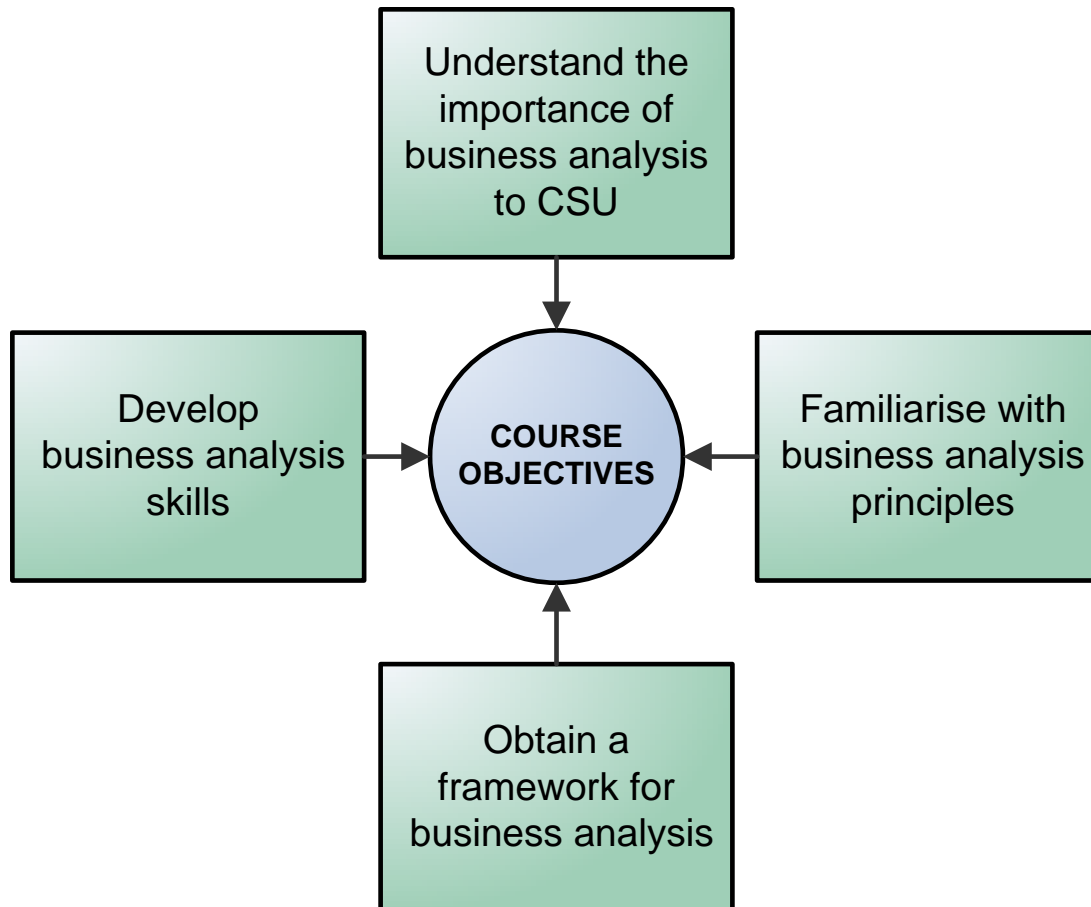 Understand the
importance of
business analysis
to CSU
Develop
business analysis
skills
COURSE
OBJECTIVES
Familiarise with
business analysis
principles
Obtain a
framework for
business analysis